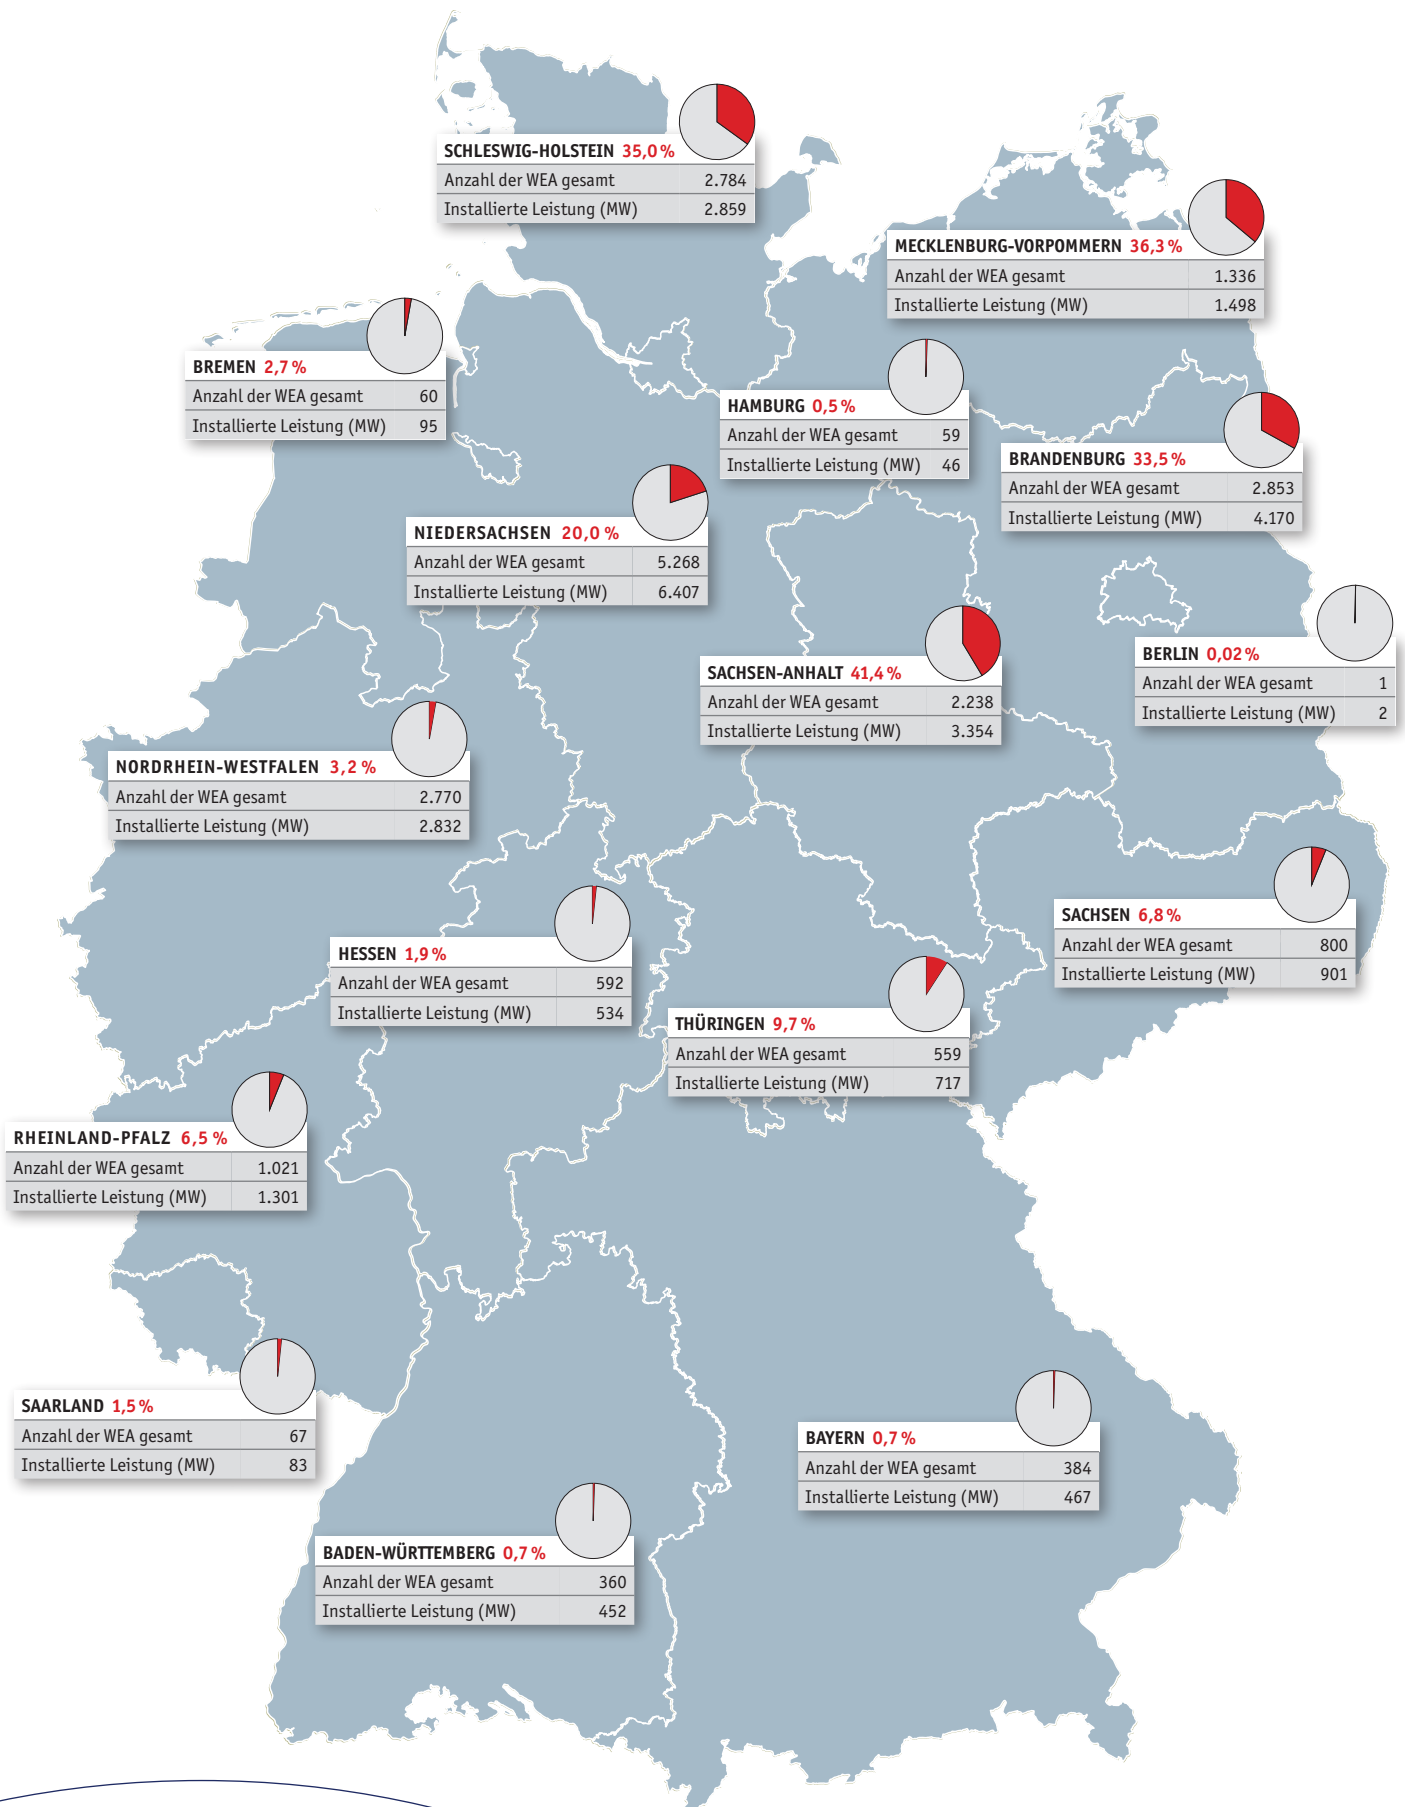 SCHLESWIG-HOLSTEIN 35,0 %
Anzahl der WEA gesamt 2.784
Installierte Leistung (MW) 2.859
MECKLENBURG-VORPOMMERN 36,3 %
Anzahl der WEA gesamt 1.336
Installierte Leistung (MW) 1.498
BREMEN 2,7 %
Anzahl der WEA gesamt 60
Installierte Leistung (MW) 95
HAMBURG 0,5 %
Anzahl der WEA gesamt 59
Installierte Leistung (MW) 46
BRANDENBURG 33,5 %
Anzahl der WEA gesamt 2.853
Installierte Leistung (MW) 4.170
NIEDERSACHSEN 20,0 %
Anzahl der WEA gesamt 5.268
Installierte Leistung (MW) 6.407
BERLIN 0,02 %
Anzahl der WEA gesamt 1
Installierte Leistung (MW) 2
SACHSEN-ANHALT 41,4 %
Anzahl der WEA gesamt 2.238
Installierte Leistung (MW) 3.354
NORDRHEIN-WESTFALEN 3,2 %
Anzahl der WEA gesamt 2.770
Installierte Leistung (MW) 2.832
SACHSEN 6,8 %
Anzahl der WEA gesamt 800
Installierte Leistung (MW) 901
HESSEN 1,9 %
Anzahl der WEA gesamt 592
Installierte Leistung (MW) 534
THÜRINGEN 9,7 %
Anzahl der WEA gesamt 559
Installierte Leistung (MW) 717
RHEINLAND-PFALZ 6,5 %
Anzahl der WEA gesamt 1.021
Installierte Leistung (MW) 1.301
SAARLAND 1,5 %
Anzahl der WEA gesamt 67
Installierte Leistung (MW) 83
BAYERN 0,7 %
Anzahl der WEA gesamt 384
Installierte Leistung (MW) 467
BADEN-WÜRTTEMBERG 0,7 %
Anzahl der WEA gesamt 360
Installierte Leistung (MW) 452